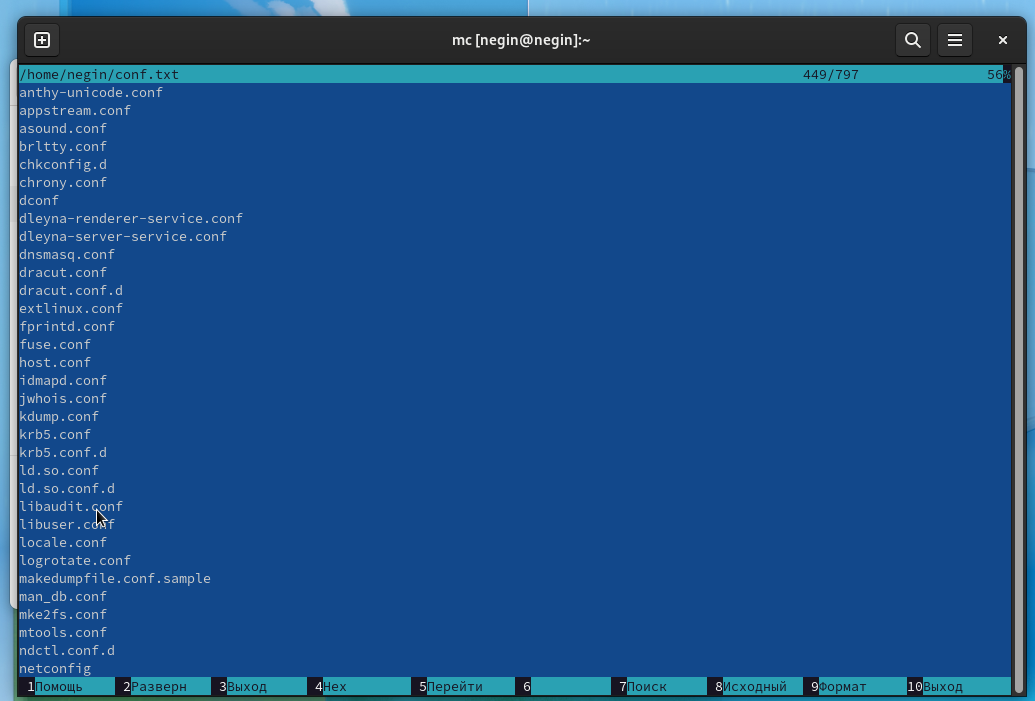 mc [negin@negin]:~
/home/negin/conf.txt 449/797 56%
anthy-unicode.conf
appstream.conf
asound.conf
brltty.conf
chkconfig.d
chrony.conf
dconf
dleyna-renderer-service.conf
dleyna-server-service.conf
dnsmasq.conf
dracut.conf
dracut.conf.d
extlinux.conf
fprintd.conf
fuse.conf
host.conf
idmapd.conf
jwhois.conf
kdump.conf
krb5.conf
krb5.conf.d
ld.so.conf
ld.so.conf.d
libaudit.conf
libuser.conf
locale.conf
logrotate.conf
makedumpfile.conf.sample
man_db.conf
mke2fs.conf
mtools.conf
ndctl.conf.d
netconfig
1Помощь 2Разверн 3Выход 4Hex 5Перейти 6 7Поиск 8Исходный 9Формат 10Выход